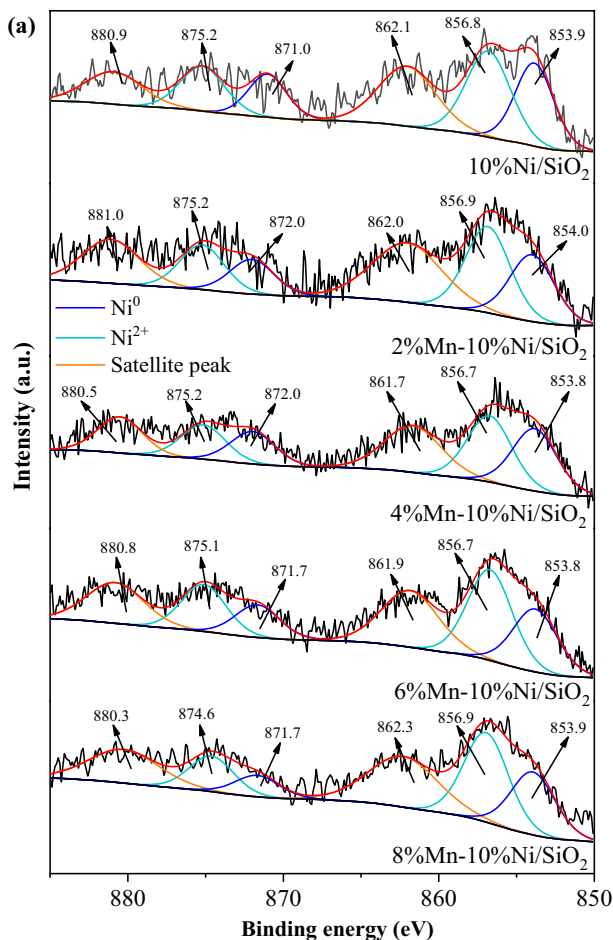 (a)
880.9 875.2 871.0 862.1 856.8 853.9
10%Ni/SiO₂
881.0 875.2 872.0 862.0 856.9 854.0
Ni⁰
Ni²⁺
Satellite peak
2%Mn-10%Ni/SiO₂
880.5 875.2 872.0 861.7 856.7 853.8
4%Mn-10%Ni/SiO₂
880.8 875.1 871.7 861.9 856.7 853.8
6%Mn-10%Ni/SiO₂
880.3 874.6 871.7 862.3 856.9 853.9
8%Mn-10%Ni/SiO₂
Intensity (a.u.)
880 870 860 850
Binding energy (eV)